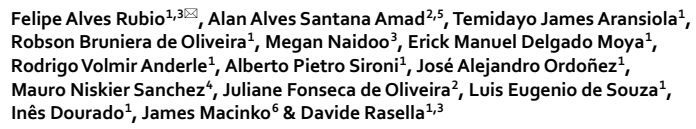 Felipe Alves Rubio1,3✉, Alan Alves Santana Amad2,5, Temidayo James Aransiola1,
Robson Bruniera de Oliveira1, Megan Naidoo3, Erick Manuel Delgado Moya1,
Rodrigo Volmir Anderle1, Alberto Pietro Sironi1, José Alejandro Ordoñez1,
Mauro Niskier Sanchez4, Juliane Fonseca de Oliveira2, Luis Eugenio de Souza1,
Inês Dourado1, James Macinko6 & Davide Rasella1,3